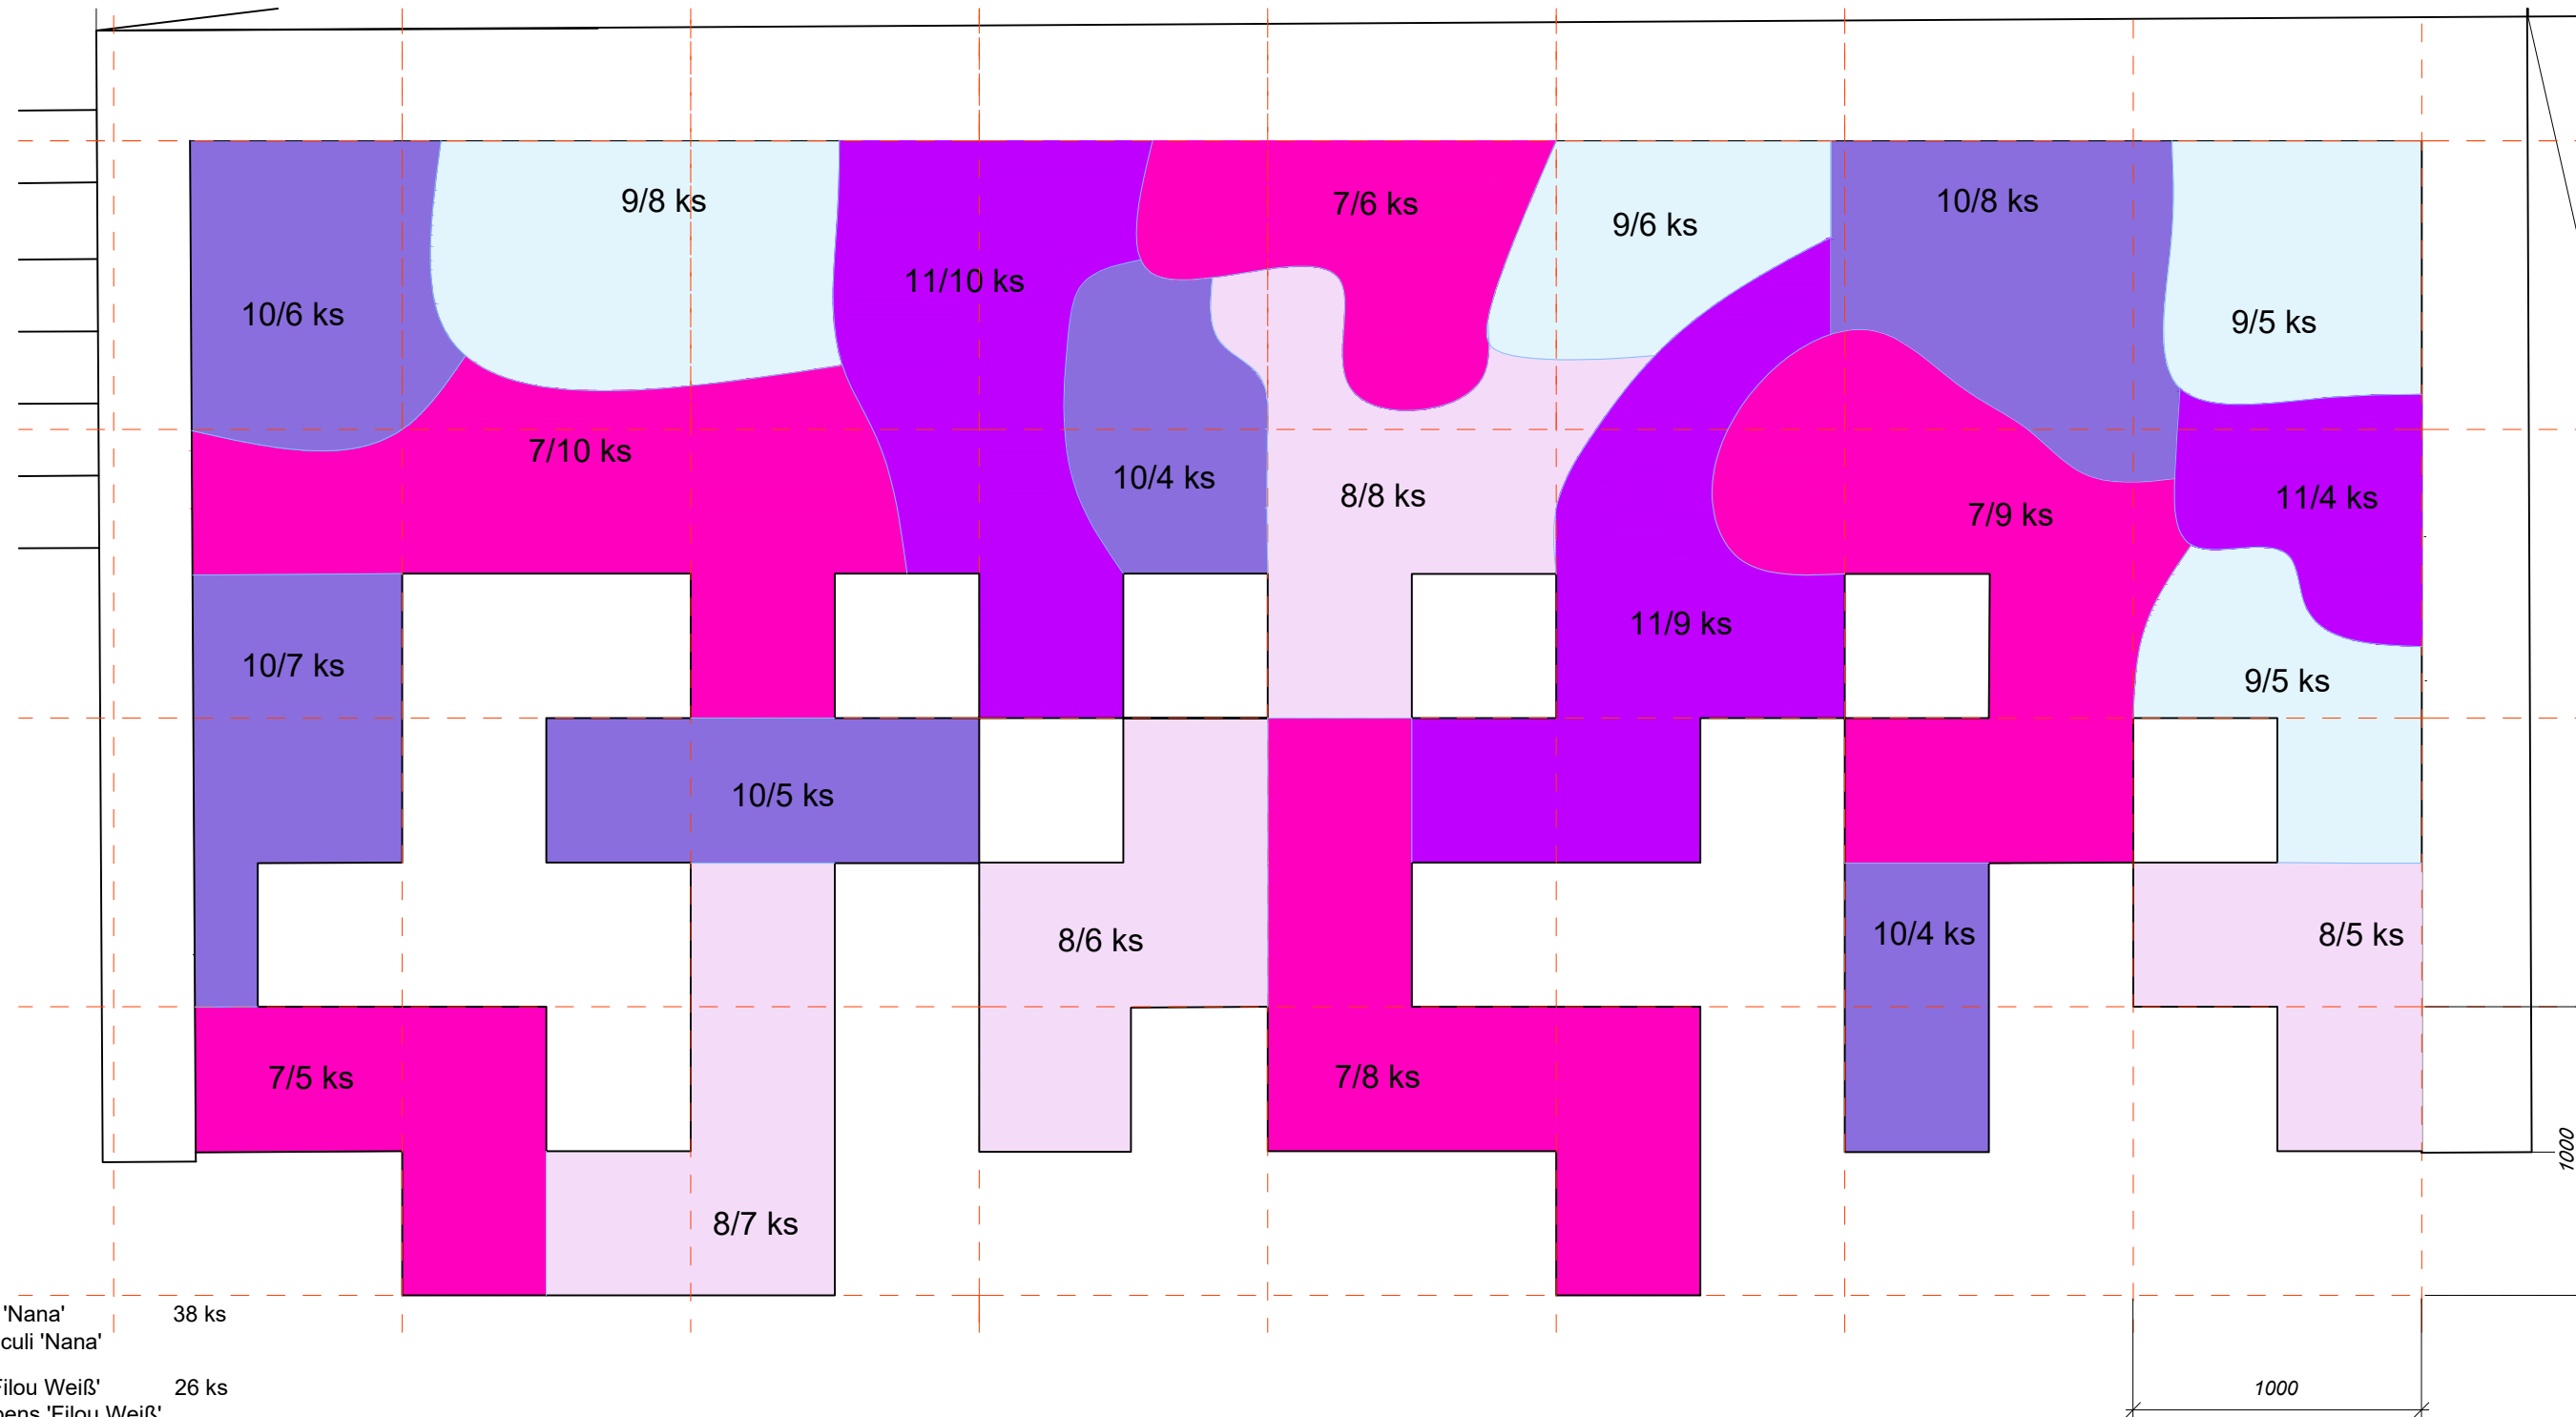 9/8 ks
7/6 ks
9/6 ks
10/8 ks
10/6 ks
11/10 ks
9/5 ks
7/10 ks
10/4 ks
8/8 ks
7/9 ks
11/4 ks
10/7 ks
11/9 ks
9/5 ks
10/5 ks
8/6 ks
10/4 ks
8/5 ks
7/5 ks
7/8 ks
1000
8/7 ks
'Nana' 38 ks
culi 'Nana'
Filou Weiß' 26 ks
pens 'Filou Weiß'
1000